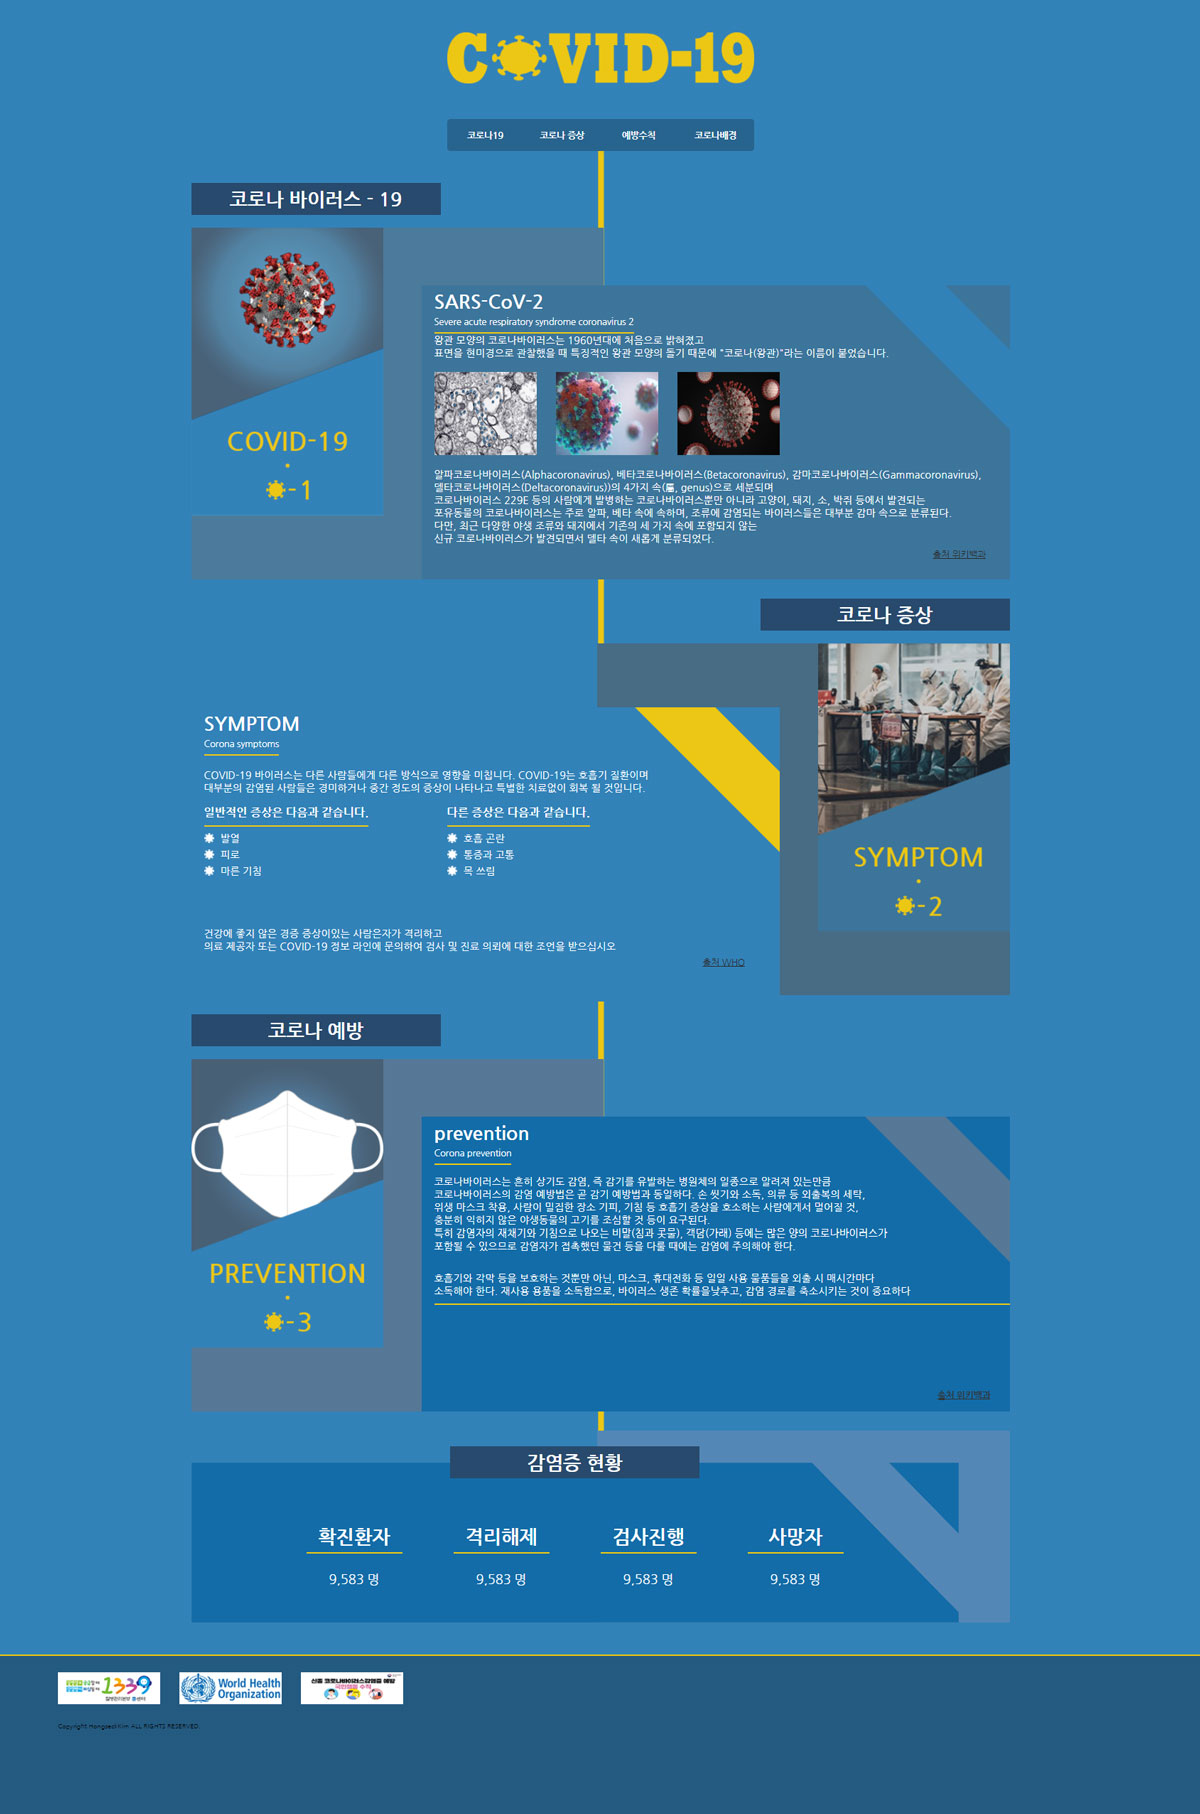 COVID-19
코로나19 코로나 증상 예방수칙 코로나배경
코로나 바이러스 - 19
SARS-CoV-2
Severe acute respiratory syndrome coronavirus 2
왕관 모양의 코로나바이러스는 1960년대에 처음으로 밝혀졌고
표면을 현미경으로 관찰했을 때 특징적인 왕관 모양의 돌기 때문에 "코로나(왕관)"라는 이름이 붙었습니다.
COVID-19
-1
알파코로나바이러스(Alphacoronavirus), 베타코로나바이러스(Betacoronavirus), 감마코로나바이러스(Gammacoronavirus),
델타코로나바이러스(Deltacoronavirus))의 4가지 속(屬, genus)으로 세분되며
코로나바이러스 229E 등의 사람에게 발병하는 코로나바이러스뿐만 아니라 고양이, 돼지, 소, 박쥐 등에서 발견되는
포유동물의 코로나바이러스는 주로 알파, 베타 속에 속하며, 조류에 감염되는 바이러스들은 대부분 감마 속으로 분류된다.
다만, 최근 다양한 야생 조류와 돼지에서 기존의 세 가지 속에 포함되지 않는
신규 코로나바이러스가 발견되면서 델타 속이 새롭게 분류되었다.
출처 위키백과
코로나 증상
SYMPTOM
Corona symptoms
COVID-19 바이러스는 다른 사람들에게 다른 방식으로 영향을 미칩니다. COVID-19는 호흡기 질환이며
대부분의 감염된 사람들은 경미하거나 중간 정도의 증상이 나타나고 특별한 치료없이 회복 될 것입니다.
일반적인 증상은 다음과 같습니다.
발열
피로
마른 기침
다른 증상은 다음과 같습니다.
호흡 곤란
통증과 고통
목 쓰림
건강에 좋지 않은 경증 증상이있는 사람은자가 격리하고
의료 제공자 또는 COVID-19 정보 라인에 문의하여 검사 및 진료 의뢰에 대한 조언을 받으십시오
출처 WHO
SYMPTOM
-2
코로나 예방
prevention
Corona prevention
코로나바이러스는 흔히 상기도 감염, 즉 감기를 유발하는 병원체의 일종으로 알려져 있는만큼
코로나바이러스의 감염 예방법은 곧 감기 예방법과 동일하다. 손 씻기와 소독, 의류 등 외출복의 세탁,
위생 마스크 착용, 사람이 밀집한 장소 기피, 기침 등 호흡기 증상을 호소하는 사람에게서 멀어질 것,
충분히 익히지 않은 야생동물의 고기를 조심할 것 등이 요구된다.
특히 감염자의 재채기와 기침으로 나오는 비말(침과 콧물), 객담(가래) 등에는 많은 양의 코로나바이러스가
포함될 수 있으므로 감염자가 접촉했던 물건 등을 다룰 때에는 감염에 주의해야 한다.
호흡기와 각막 등을 보호하는 것뿐만 아닌, 마스크, 휴대전화 등 일일 사용 물품들을 외출 시 매시간마다
소독해야 한다. 재사용 용품을 소독함으로, 바이러스 생존 확률을낮추고, 감염 경로를 축소시키는 것이 중요하다
PREVENTION
-3
출처 위키백과
감염증 현황
확진환자 격리해제 검사진행 사망자
9,583 명 9,583 명 9,583 명 9,583 명
1339
World Health
Organization
신종 코로나바이러스감염증 예방
국민행동 수칙